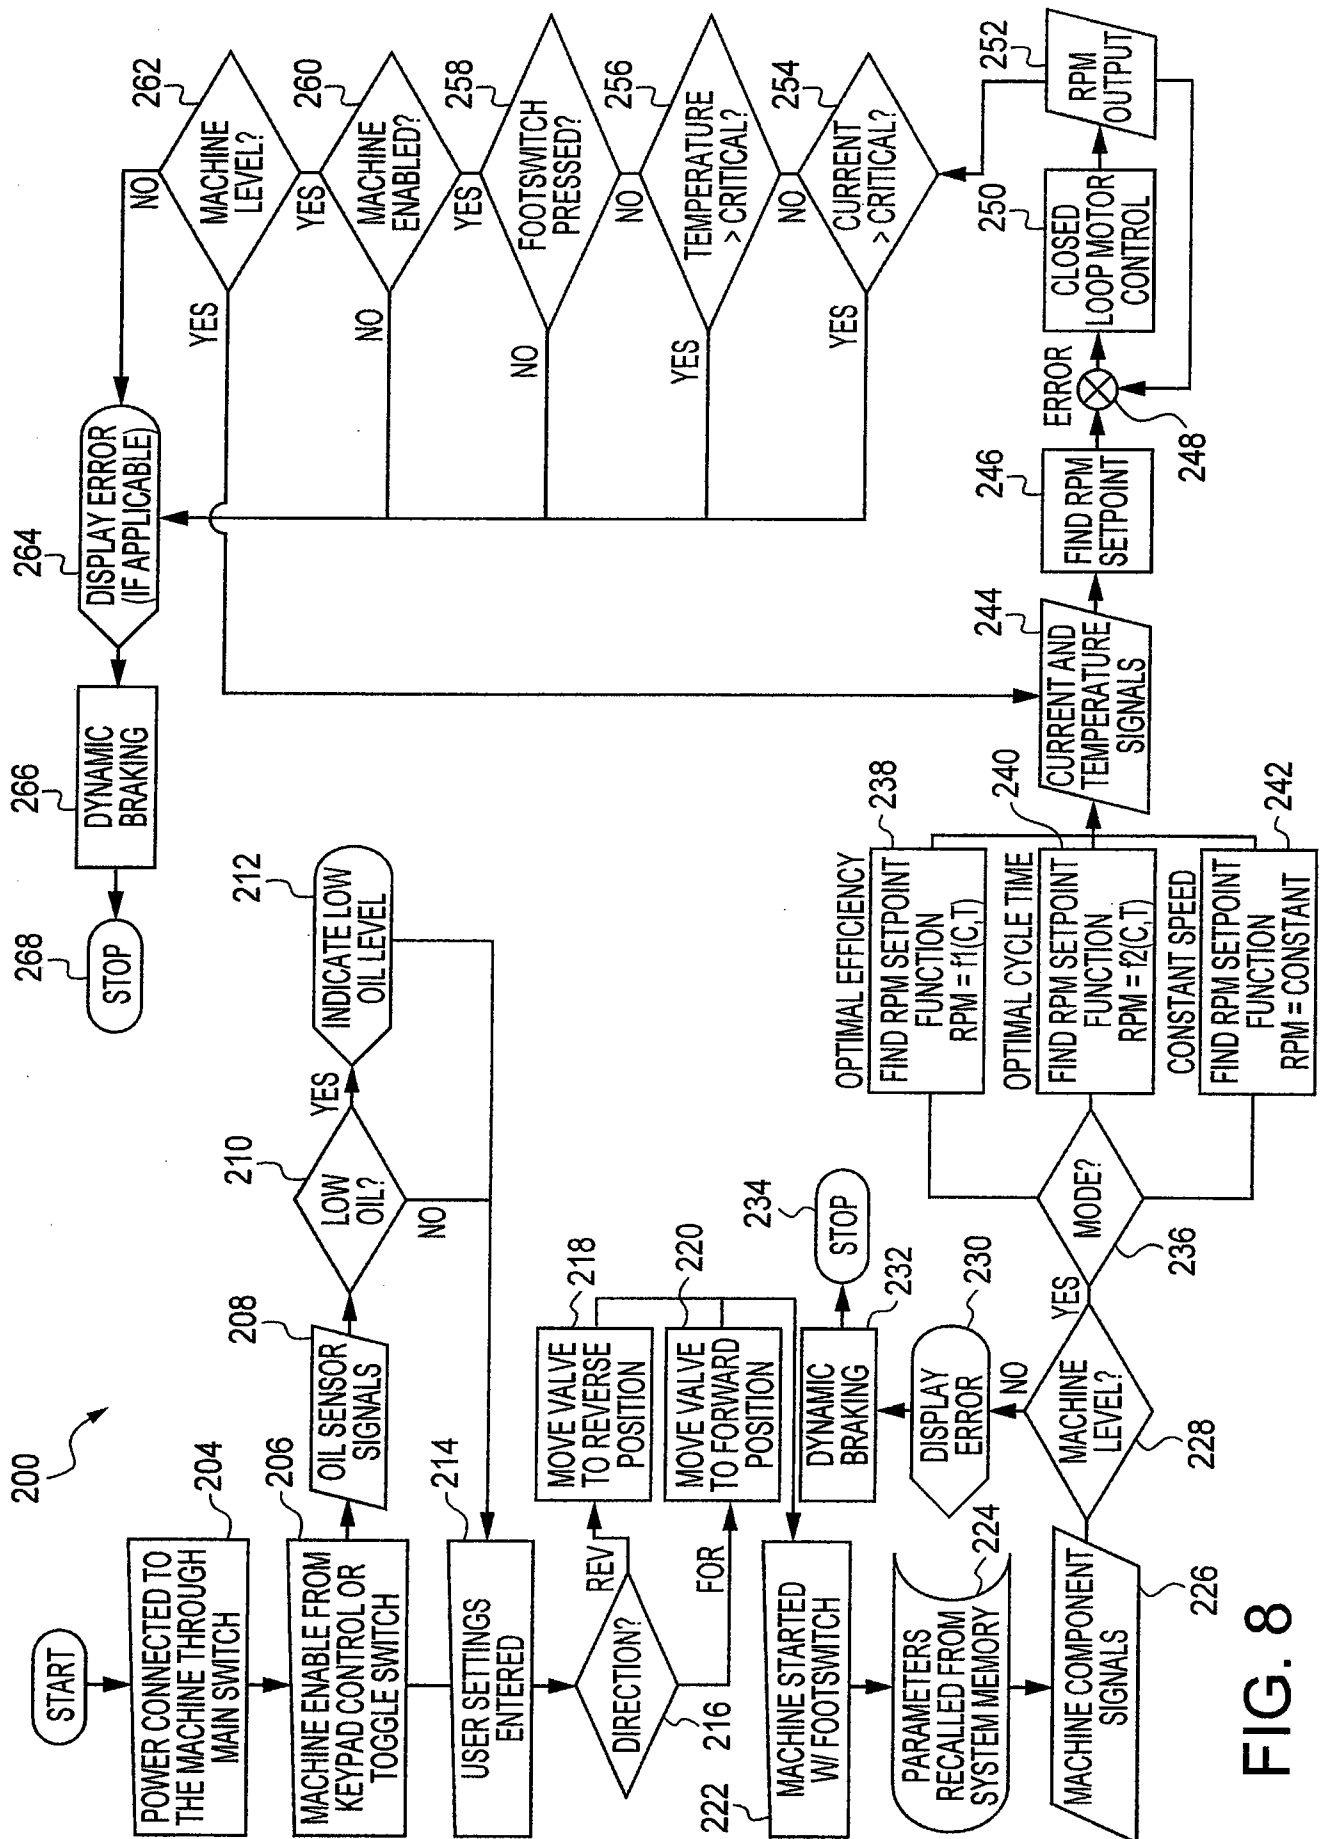 200
START
POWER CONNECTED TO
THE MACHINE THROUGH
MAIN SWITCH
204
MACHINE ENABLE FROM
KEYPAD CONTROL OR
TOGGLE SWITCH
206
OIL SENSOR
SIGNALS
208
LOW
OIL?
210
YES
NO
INDICATE LOW
OIL LEVEL
212
USER SETTINGS
ENTERED
214
DIRECTION?
216
REV
FOR
MOVE VALVE
TO REVERSE
POSITION
218
MOVE VALVE
TO FORWARD
POSITION
220
MACHINE STARTED
W/ FOOTSWITCH
222
PARAMETERS
RECALLED FROM
SYSTEM MEMORY
224
MACHINE COMPONENT
SIGNALS
226
MACHINE
LEVEL?
228
NO
YES
DISPLAY
ERROR
230
DYNAMIC
BRAKING
232
STOP
234
MODE?
236
OPTIMAL EFFICIENCY
FIND RPM SETPOINT
FUNCTION
RPM = f1(C,T)
238
OPTIMAL CYCLE TIME
FIND RPM SETPOINT
FUNCTION
RPM = f2(C,T)
240
CONSTANT SPEED
FIND RPM SETPOINT
FUNCTION
RPM = CONSTANT
242
CURRENT AND
TEMPERATURE
SIGNALS
244
FIND RPM
SETPOINT
246
ERROR
248
CLOSED
LOOP MOTOR
CONTROL
250
RPM
OUTPUT
252
CURRENT
> CRITICAL?
254
YES
NO
TEMPERATURE
> CRITICAL?
256
YES
NO
FOOTSWITCH
PRESSED?
258
NO
YES
MACHINE
ENABLED?
260
NO
YES
MACHINE
LEVEL?
262
YES
NO
DISPLAY ERROR
(IF APPLICABLE)
264
DYNAMIC
BRAKING
266
STOP
268
FIG. 8